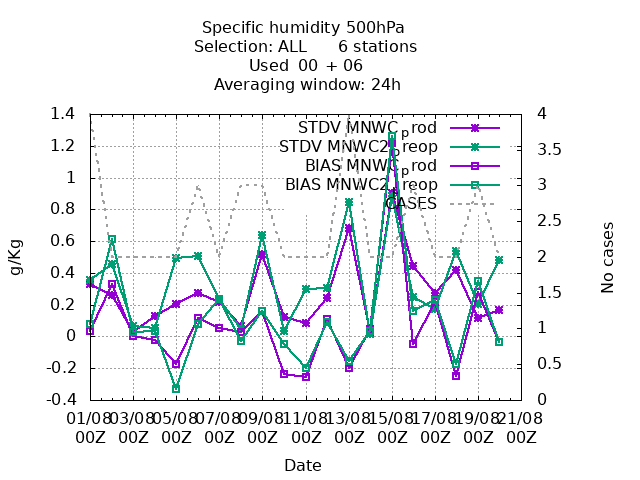 Specific humidity 500hPa
Selection: ALL 6 stations
Used 00 + 06
Averaging window: 24h
STDV MNWC_prod
STDV MNWC2_preop
BIAS MNWC_prod
BIAS MNWC2_preop
CASES
g/Kg
1.4
1.2
1
0.8
0.6
0.4
0.2
0
-0.2
-0.4
No cases
4
3.5
3
2.5
2
1.5
1
0.5
0
01/08 03/08 05/08 07/08 09/08 11/08 13/08 15/08 17/08 19/08 21/08
00Z 00Z 00Z 00Z 00Z 00Z 00Z 00Z 00Z 00Z 00Z
Date